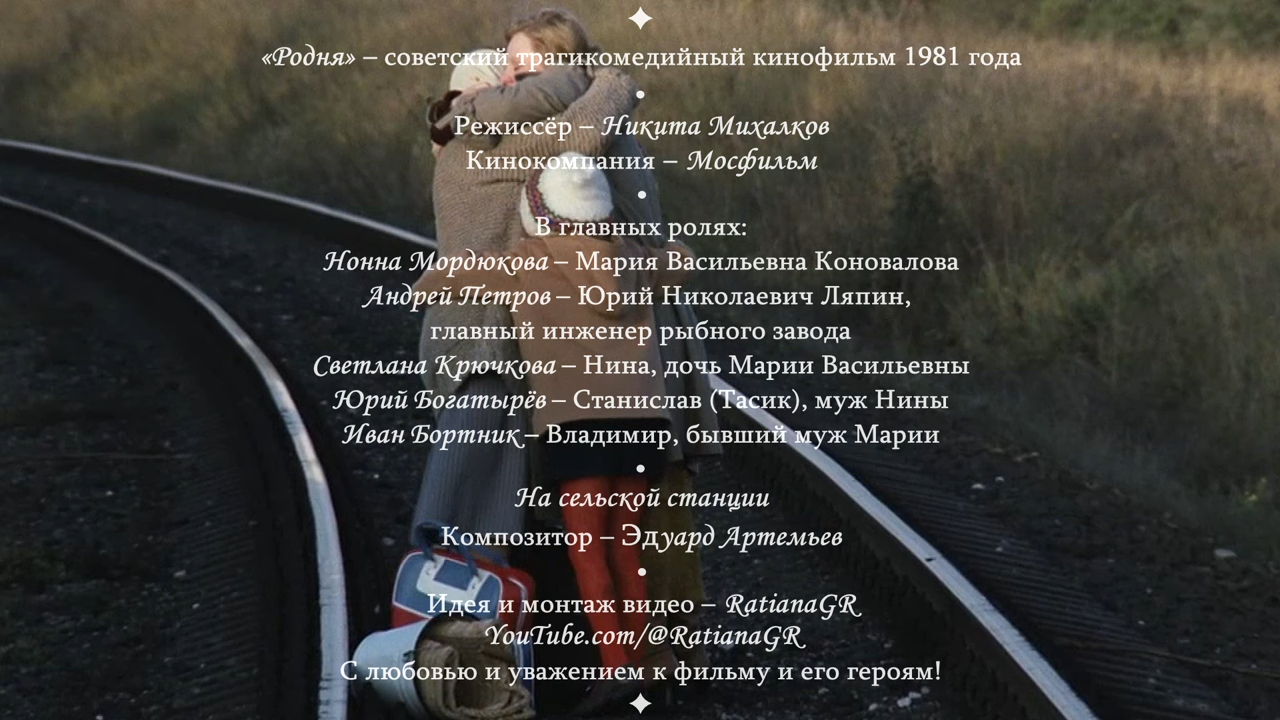 «Родня» – советский трагикомедийный кинофильм 1981 года
Режиссёр – Никита Михалков
Кинокомпания – Мосфильм
В главных ролях:
Нонна Мордюкова – Мария Васильевна Коновалова
Андрей Петров – Юрий Николаевич Ляпин,
главный инженер рыбного завода
Светлана Крючкова – Нина, дочь Марии Васильевны
Юрий Богатырёв – Станислав (Тасик), муж Нины
Иван Бортник – Владимир, бывший муж Марии
На сельской станции
Композитор – Эдуард Артемьев
Идея и монтаж видео – RatianaGR
YouTube.com/@RatianaGR
С любовью и уважением к фильму и его героям!